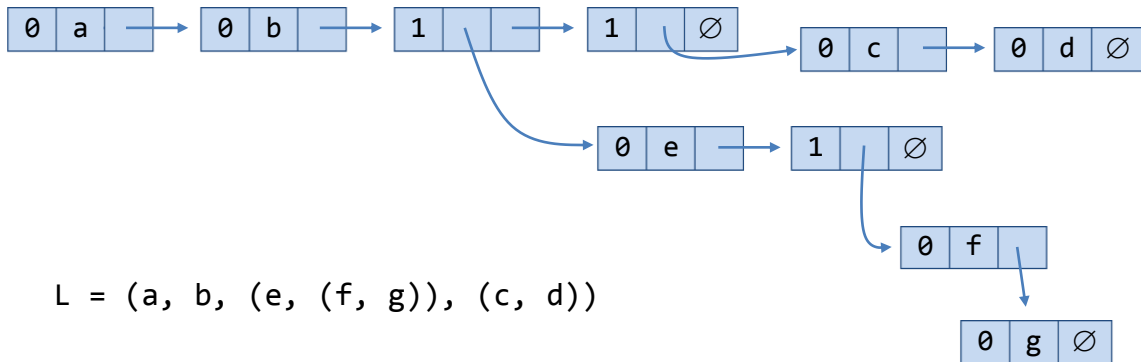 0 a 0 b 1 1 ∅
0 c 0 d ∅
0 e 1 ∅
0 f
L = (a, b, (e, (f, g)), (c, d))
0 g ∅